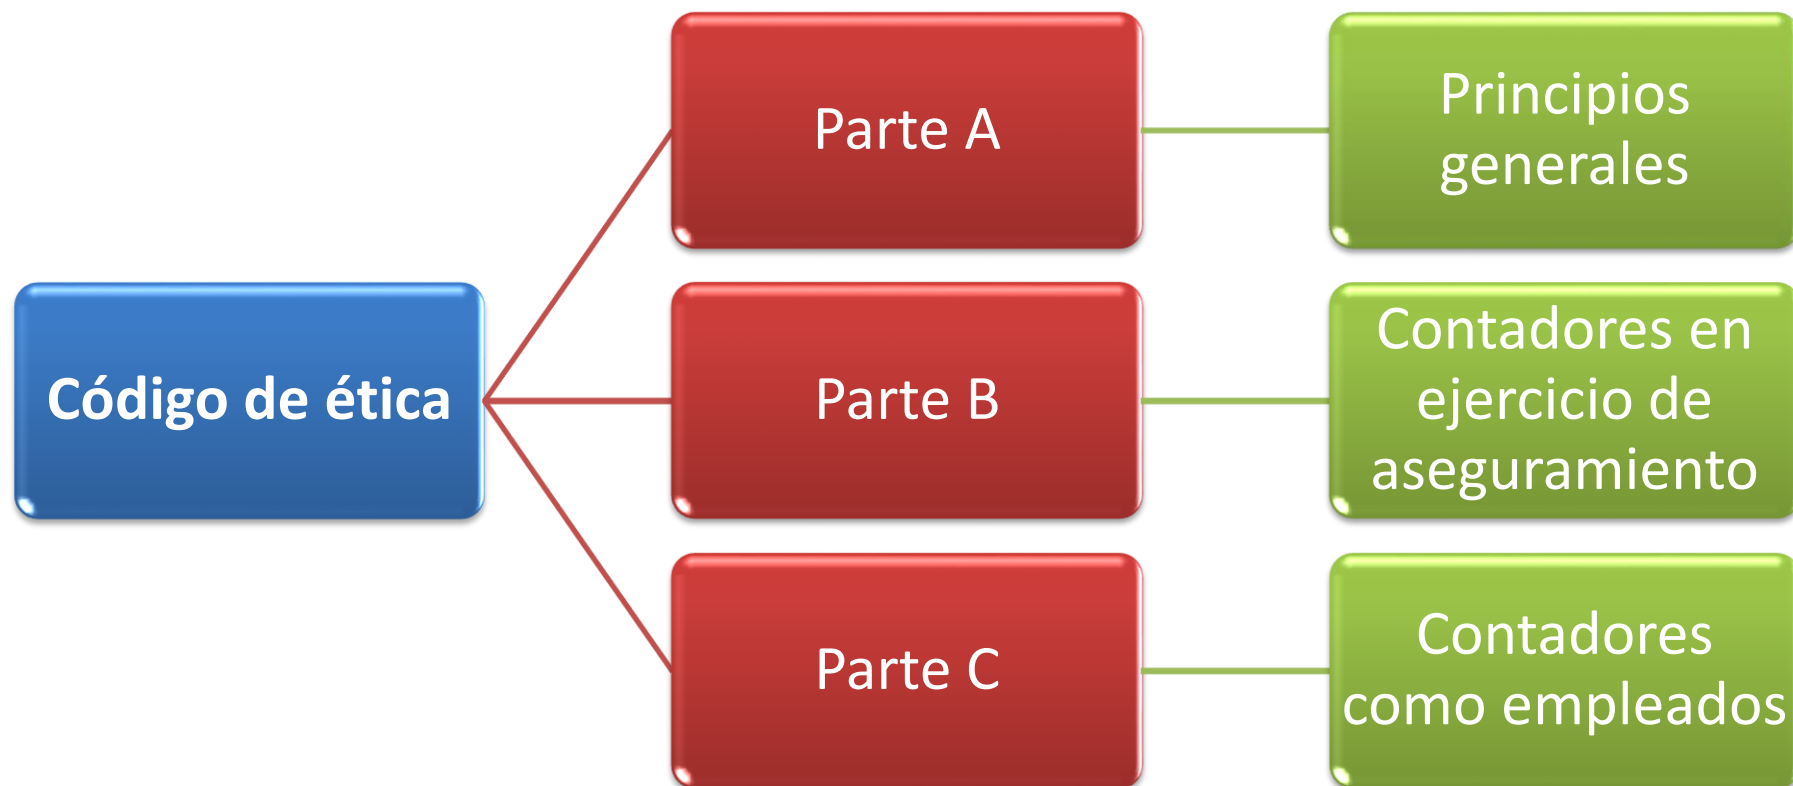 Código de ética
Parte A
Principios
generales
Parte B
Contadores en
ejercicio de
aseguramiento
Parte C
Contadores
como empleados